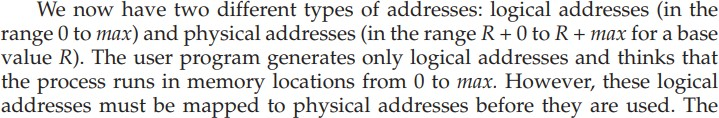 We now have two different types of addresses: logical addresses (in the
range 0 to max) and physical addresses (in the range R + 0 to R + max for a base
value R). The user program generates only logical addresses and thinks that
the process runs in memory locations from 0 to max. However, these logical
addresses must be mapped to physical addresses before they are used. The